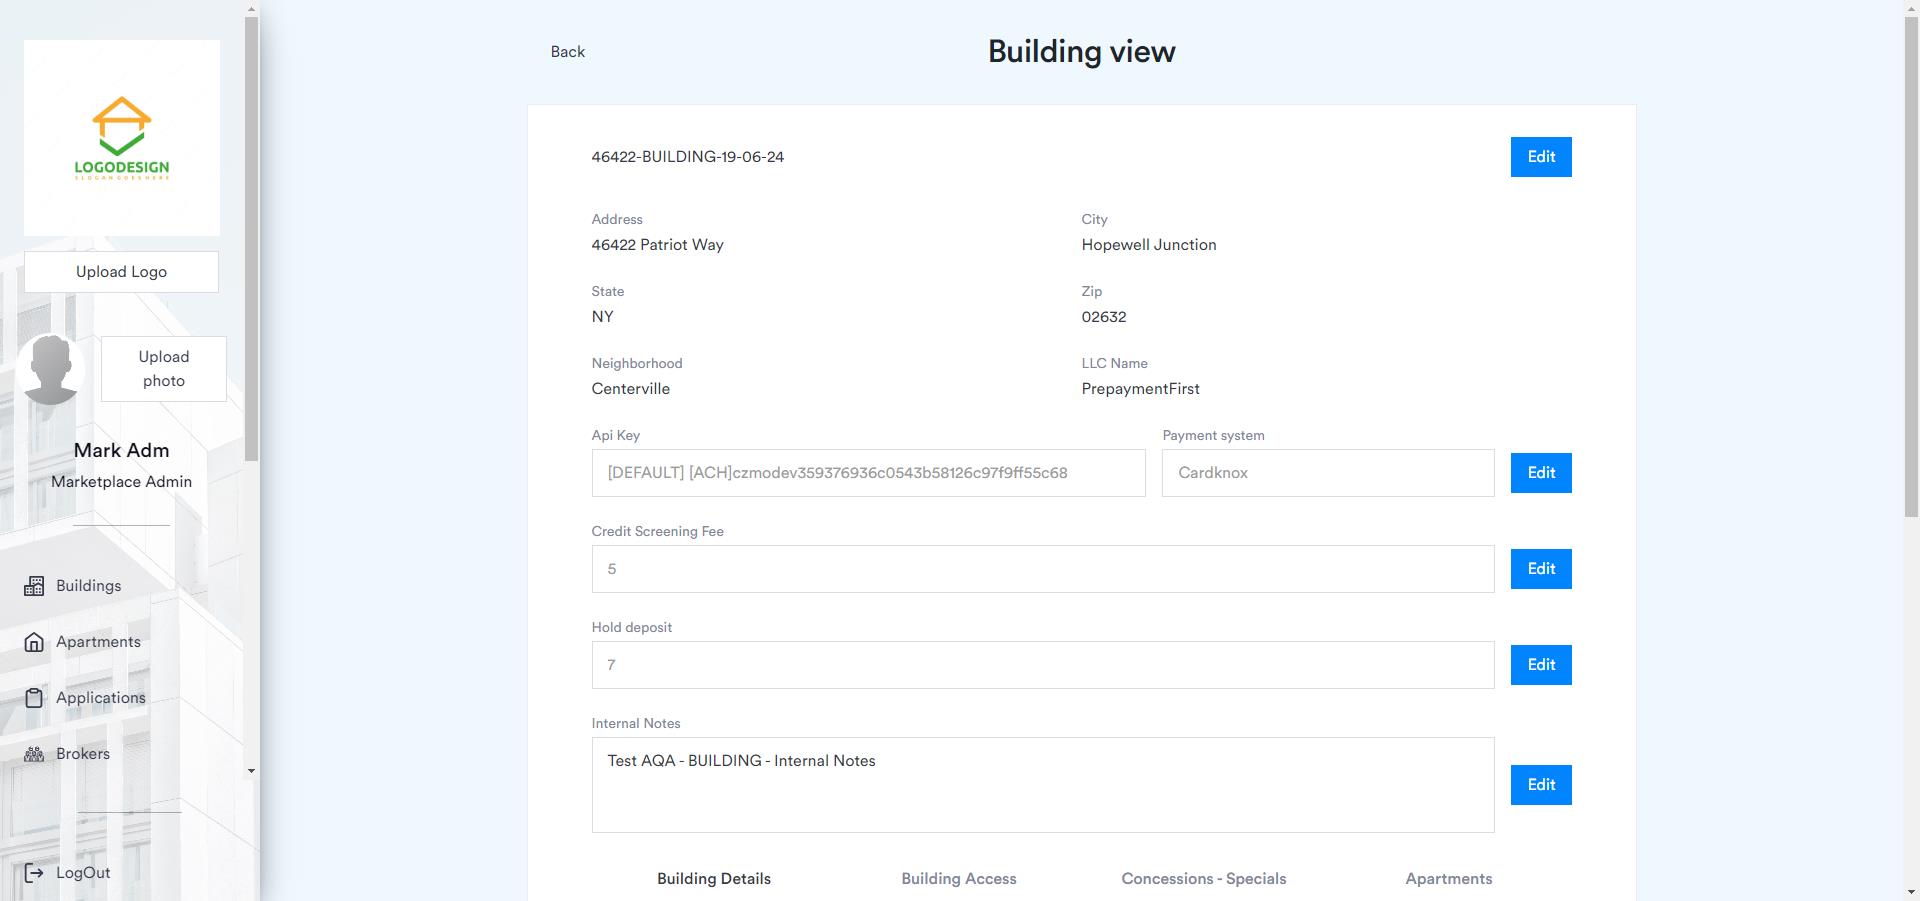 LOGODESIGN
SLOGAN GOES HERE
Upload Logo
Upload
photo
Mark Adm
Marketplace Admin
Buildings
Apartments
Applications
Brokers
LogOut
Back
Building view
46422-BUILDING-19-06-24
Edit
Address
46422 Patriot Way
City
Hopewell Junction
State
NY
Zip
02632
Neighborhood
Centerville
LLC Name
PrepaymentFirst
Api Key
[DEFAULT] [ACH]czmodev359376936c0543b58126c97f9ff55c68
Payment system
Cardknox
Edit
Credit Screening Fee
5
Edit
Hold deposit
7
Edit
Internal Notes
Test AQA - BUILDING - Internal Notes
Edit
Building Details
Building Access
Concessions - Specials
Apartments